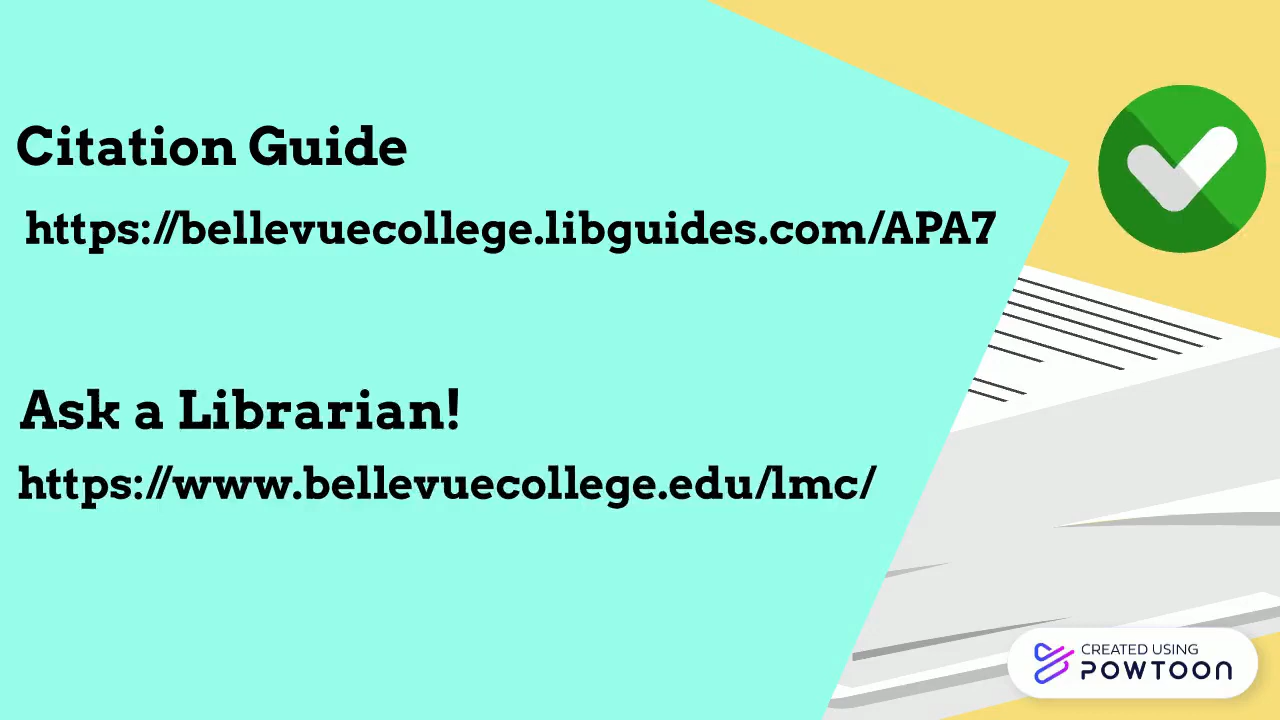 Citation Guide
https://bellevuecollege.libguides.com/APA7
Ask a Librarian!
https://www.bellevuecollege.edu/lmc/
CREATED USING
POWTOON